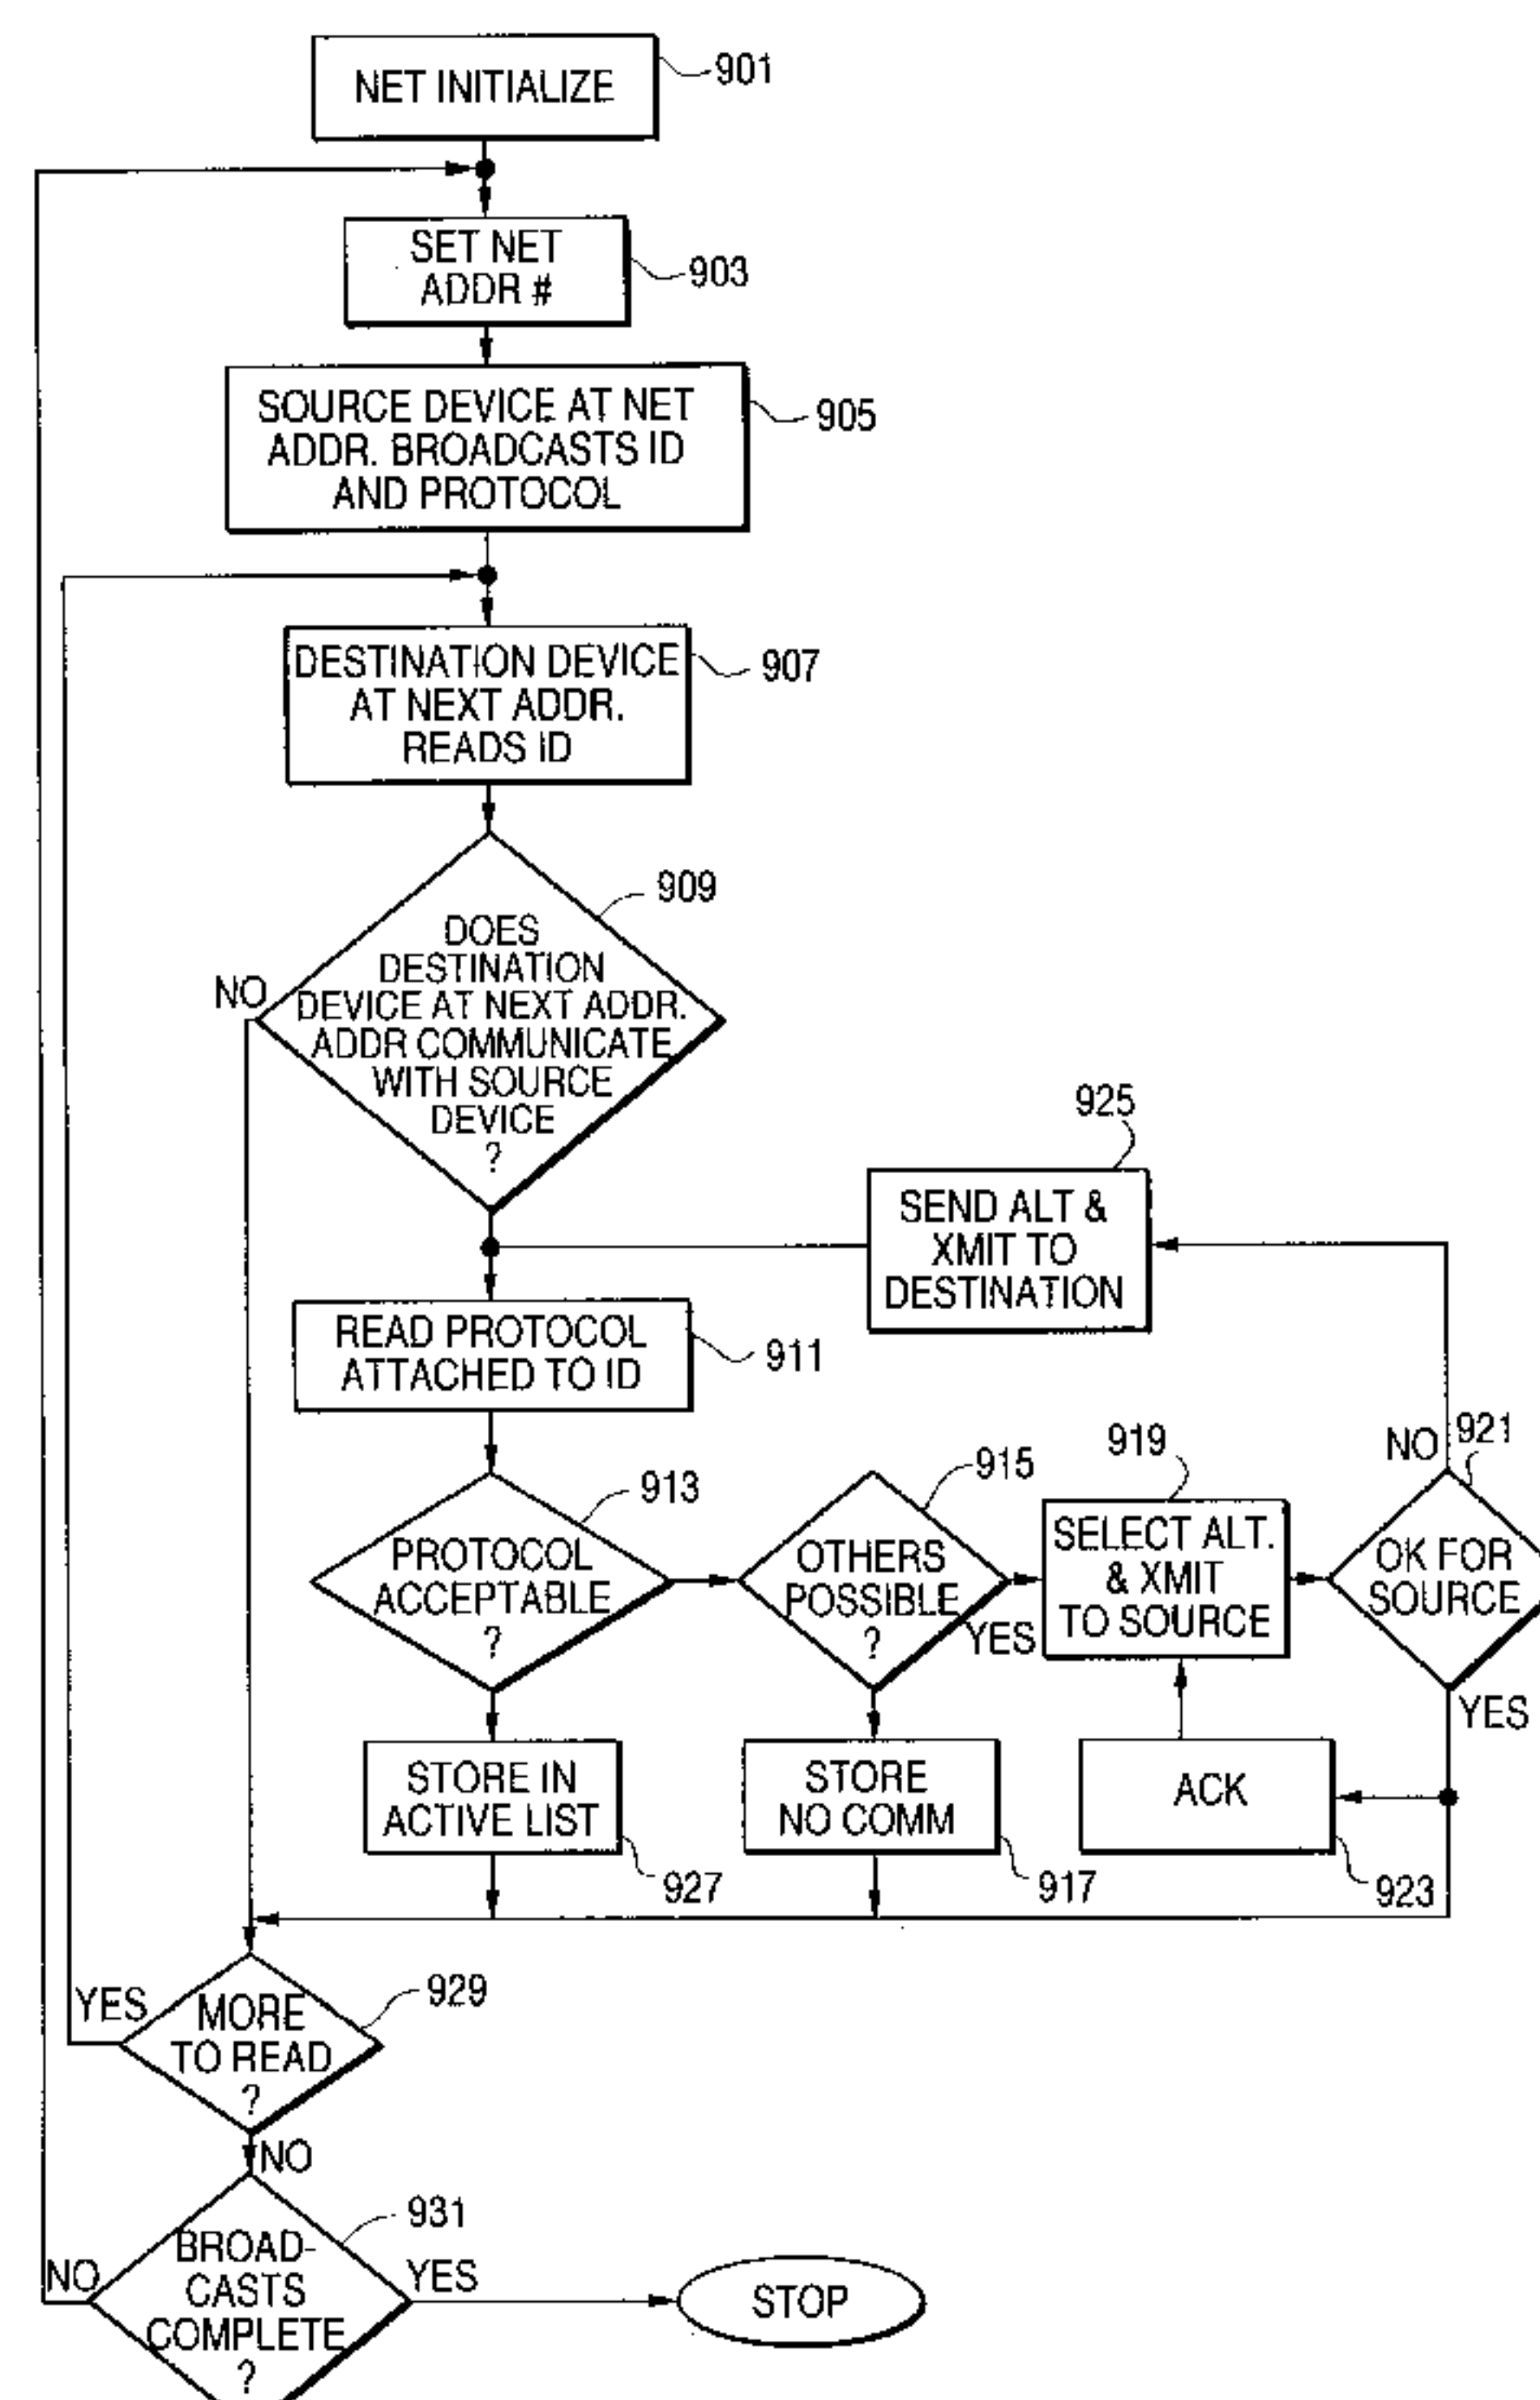 NET INITIALIZE
901
SET NET
ADDR #
903
SOURCE DEVICE AT NET
ADDR. BROADCASTS ID
AND PROTOCOL
905
DESTINATION DEVICE
AT NEXT ADDR.
READS ID
907
909
DOES
DESTINATION
DEVICE AT NEXT ADDR.
ADDR COMMUNICATE
WITH SOURCE
DEVICE
?
NO
925
SEND ALT &
XMIT TO
DESTINATION
READ PROTOCOL
ATTACHED TO ID
911
913
PROTOCOL
ACCEPTABLE
?
915
OTHERS
POSSIBLE
?
YES
919
SELECT ALT.
& XMIT
TO SOURCE
NO
921
OK FOR
SOURCE
YES
STORE IN
ACTIVE LIST
927
STORE
NO COMM
917
ACK
923
YES
MORE
TO READ
?
929
NO
931
BROAD-
CASTS
COMPLETE
?
NO
YES
STOP